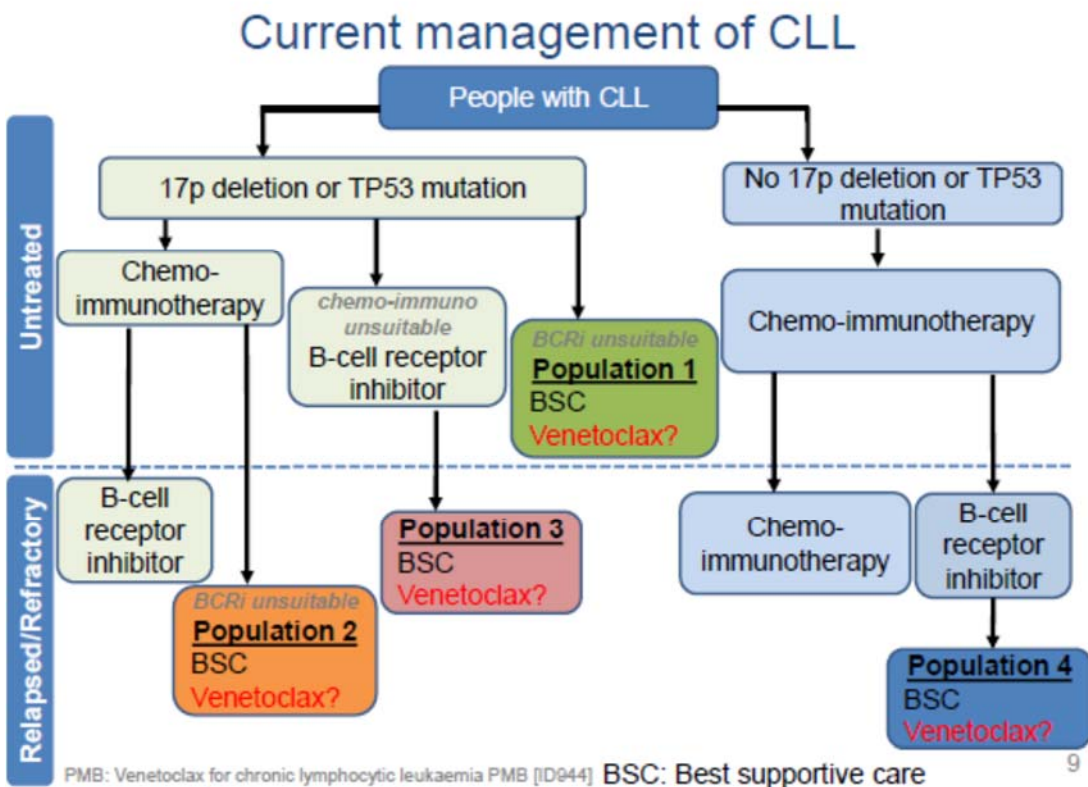 Current management of CLL
People with CLL
Untreated
17p deletion or TP53 mutation
No 17p deletion or TP53
mutation
Chemo-
immunotherapy
chemo-immuno
unsuitable
B-cell receptor
inhibitor
BCRi unsuitable
Population 1
BSC
Venetoclax?
Chemo-immunotherapy
Relapsed/Refractory
B-cell
receptor
inhibitor
BCRi unsuitable
Population 2
BSC
Venetoclax?
Population 3
BSC
Venetoclax?
Chemo-
immunotherapy
B-cell
receptor
inhibitor
Population 4
BSC
Venetoclax?
PMB: Venetoclax for chronic lymphocytic leukaemia PMB [ID944] BSC: Best supportive care
9